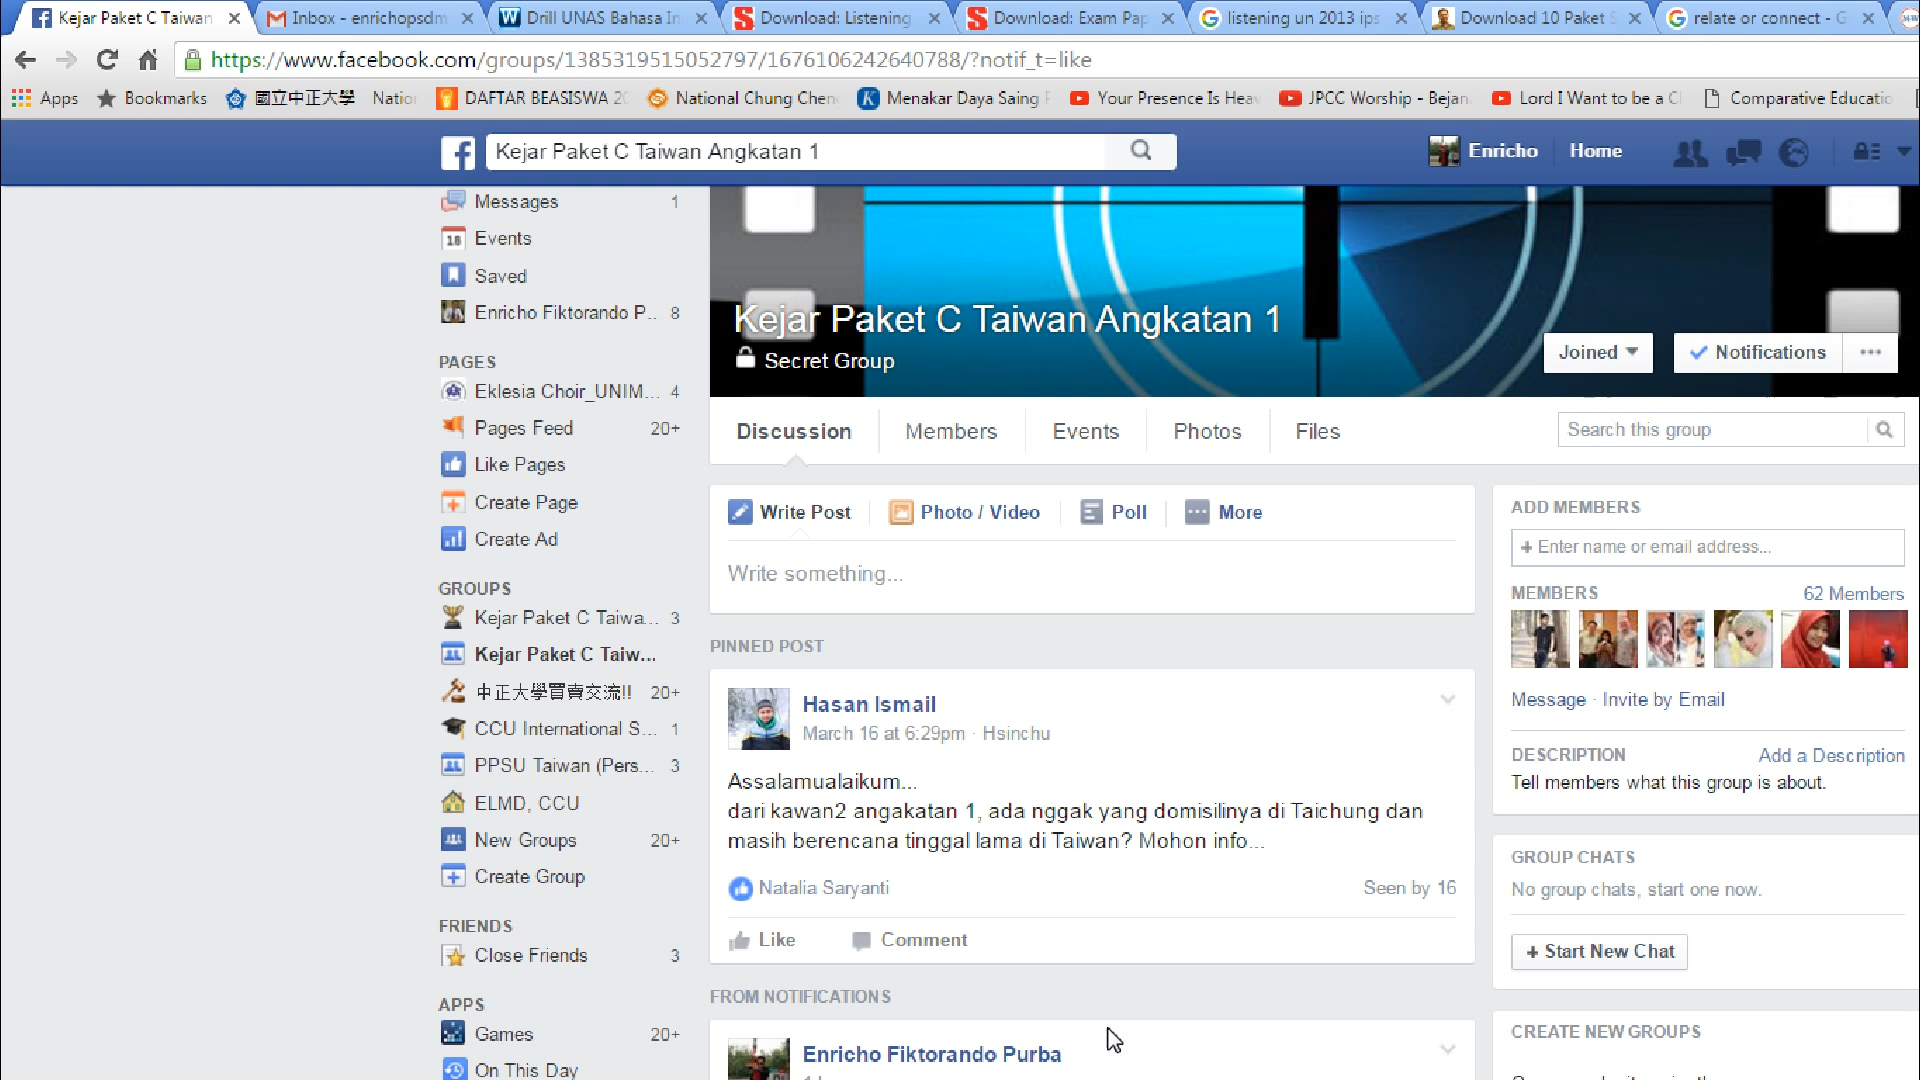 Kejar Paket C Taiwan
Inbox - enrichopsdm
Drill UNAS Bahasa In
Download: Listening
Download: Exam Pap
listening un 2013 ips
Download 10 Paket S
relate or connect - G
https://www.facebook.com/groups/1385319515052797/1676106242640788/?notif_t=like
Apps
Bookmarks
國立中正大學
Natio
DAFTAR BEASISWA 20
National Chung Chen
Menakar Daya Saing
Your Presence Is Hea
JPCC Worship - Bejan
Lord I Want to be a C
Comparative Educatio
Kejar Paket C Taiwan Angkatan 1
Enricho
Home
Messages 1
18 Events
Saved
Enricho Fiktorando P... 8
PAGES
Eklesia Choir_UNIM... 4
Pages Feed 20+
Like Pages
Create Page
Create Ad
GROUPS
Kejar Paket C Taiwa... 3
Kejar Paket C Taiw...
中正大學買賣交流!! 20+
CCU International S... 1
PPSU Taiwan (Pers... 3
ELMD, CCU
New Groups 20+
Create Group
FRIENDS
Close Friends 3
APPS
Games 20+
On This Day
Kejar Paket C Taiwan Angkatan 1
Secret Group
Joined
Notifications
Discussion
Members
Events
Photos
Files
Search this group
Write Post
Photo / Video
Poll
More
Write something...
PINNED POST
Hasan Ismail
March 16 at 6:29pm · Hsinchu
Assalamualaikum...
dari kawan2 angakatan 1, ada nggak yang domisilinya di Taichung dan
masih berencana tinggal lama di Taiwan? Mohon info...
Natalia Saryanti
Seen by 16
Like
Comment
FROM NOTIFICATIONS
Enricho Fiktorando Purba
ADD MEMBERS
+ Enter name or email address...
MEMBERS
62 Members
Message · Invite by Email
DESCRIPTION
Add a Description
Tell members what this group is about.
GROUP CHATS
No group chats, start one now.
+ Start New Chat
CREATE NEW GROUPS